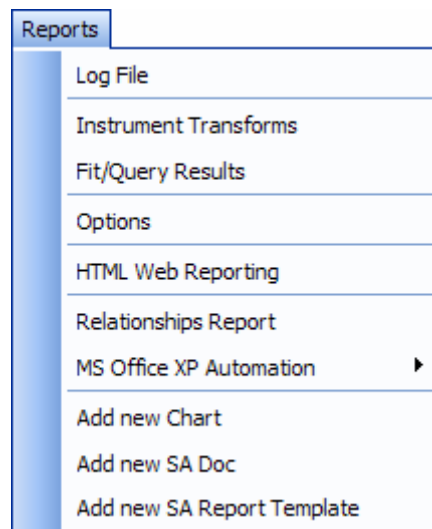 Reports
Log File
Instrument Transforms
Fit/Query Results
Options
HTML Web Reporting
Relationships Report
MS Office XP Automation
Add new Chart
Add new SA Doc
Add new SA Report Template